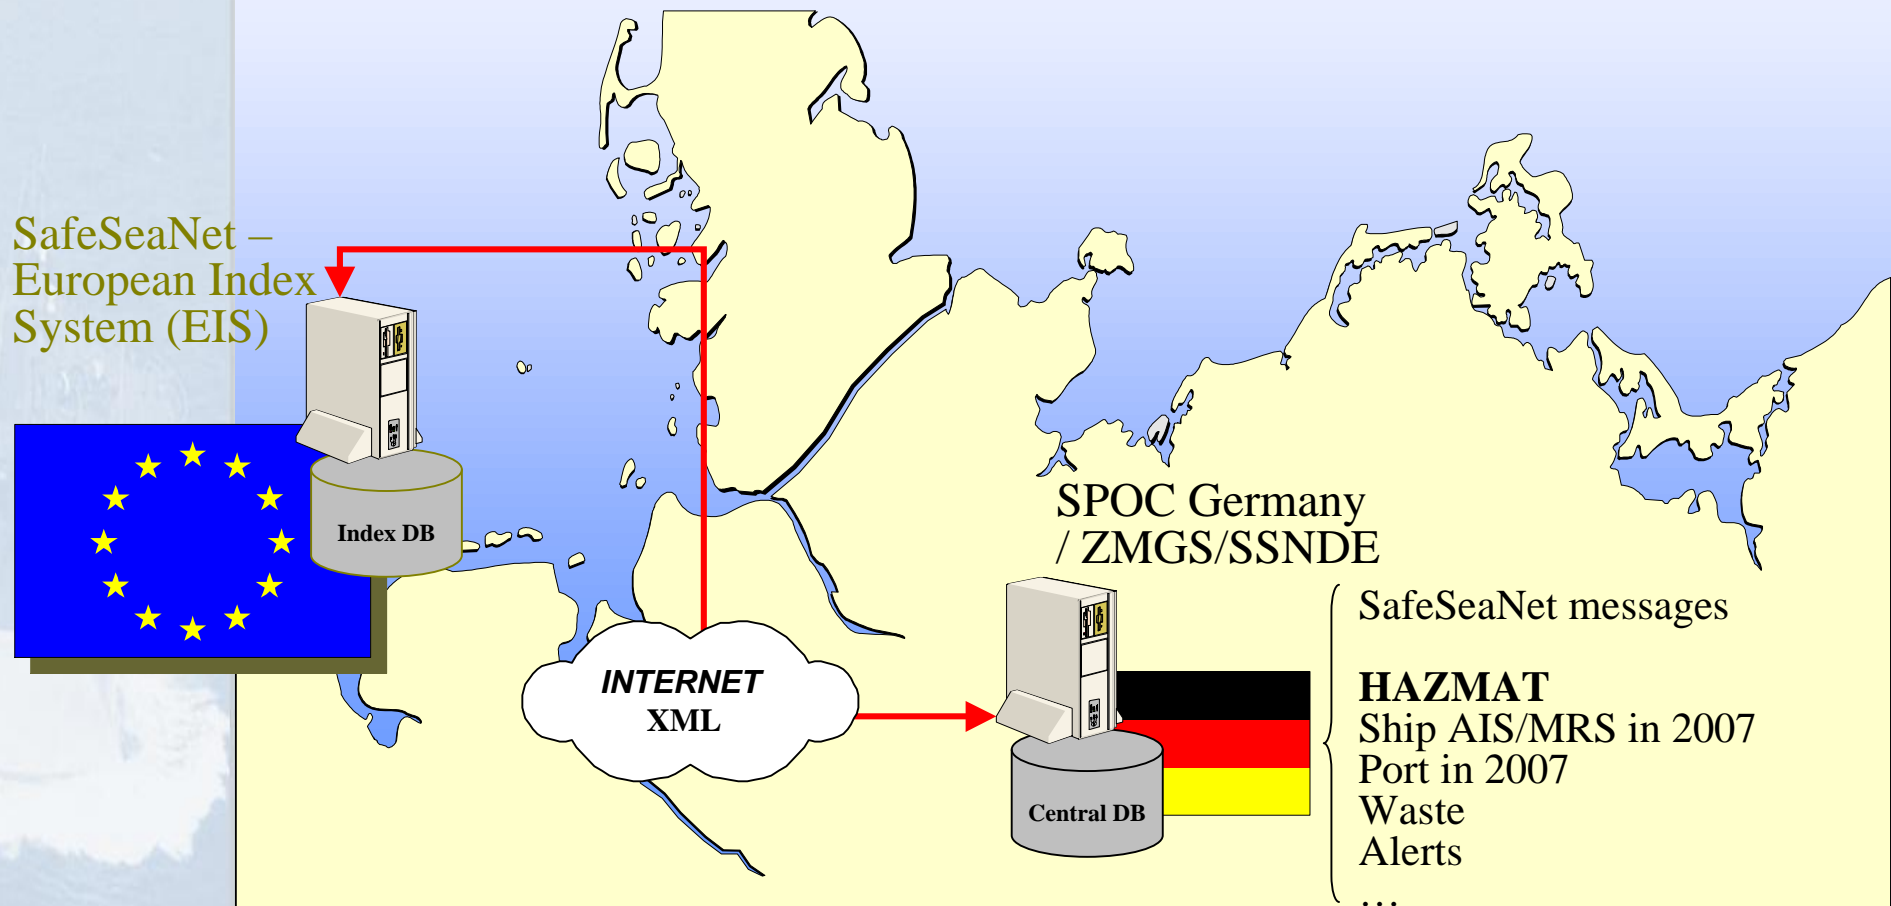 SafeSeaNet –
European Index
System (EIS)
Index DB
INTERNET
XML
SPOC Germany
/ ZMGS/SSNDE
Central DB
SafeSeaNet messages
HAZMAT
Ship AIS/MRS in 2007
Port in 2007
Waste
Alerts
…